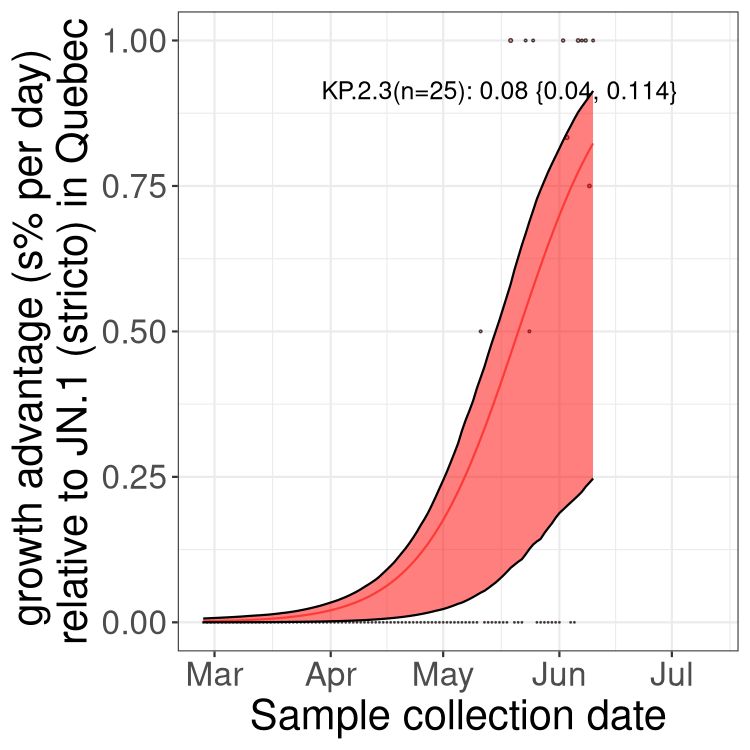 growth advantage (s% per day)
relative to JN.1 (stricto) in Quebec
1.00
0.75
0.50
0.25
0.00
KP.2.3(n=25): 0.08 {0.04, 0.114}
Mar Apr May Jun Jul
Sample collection date